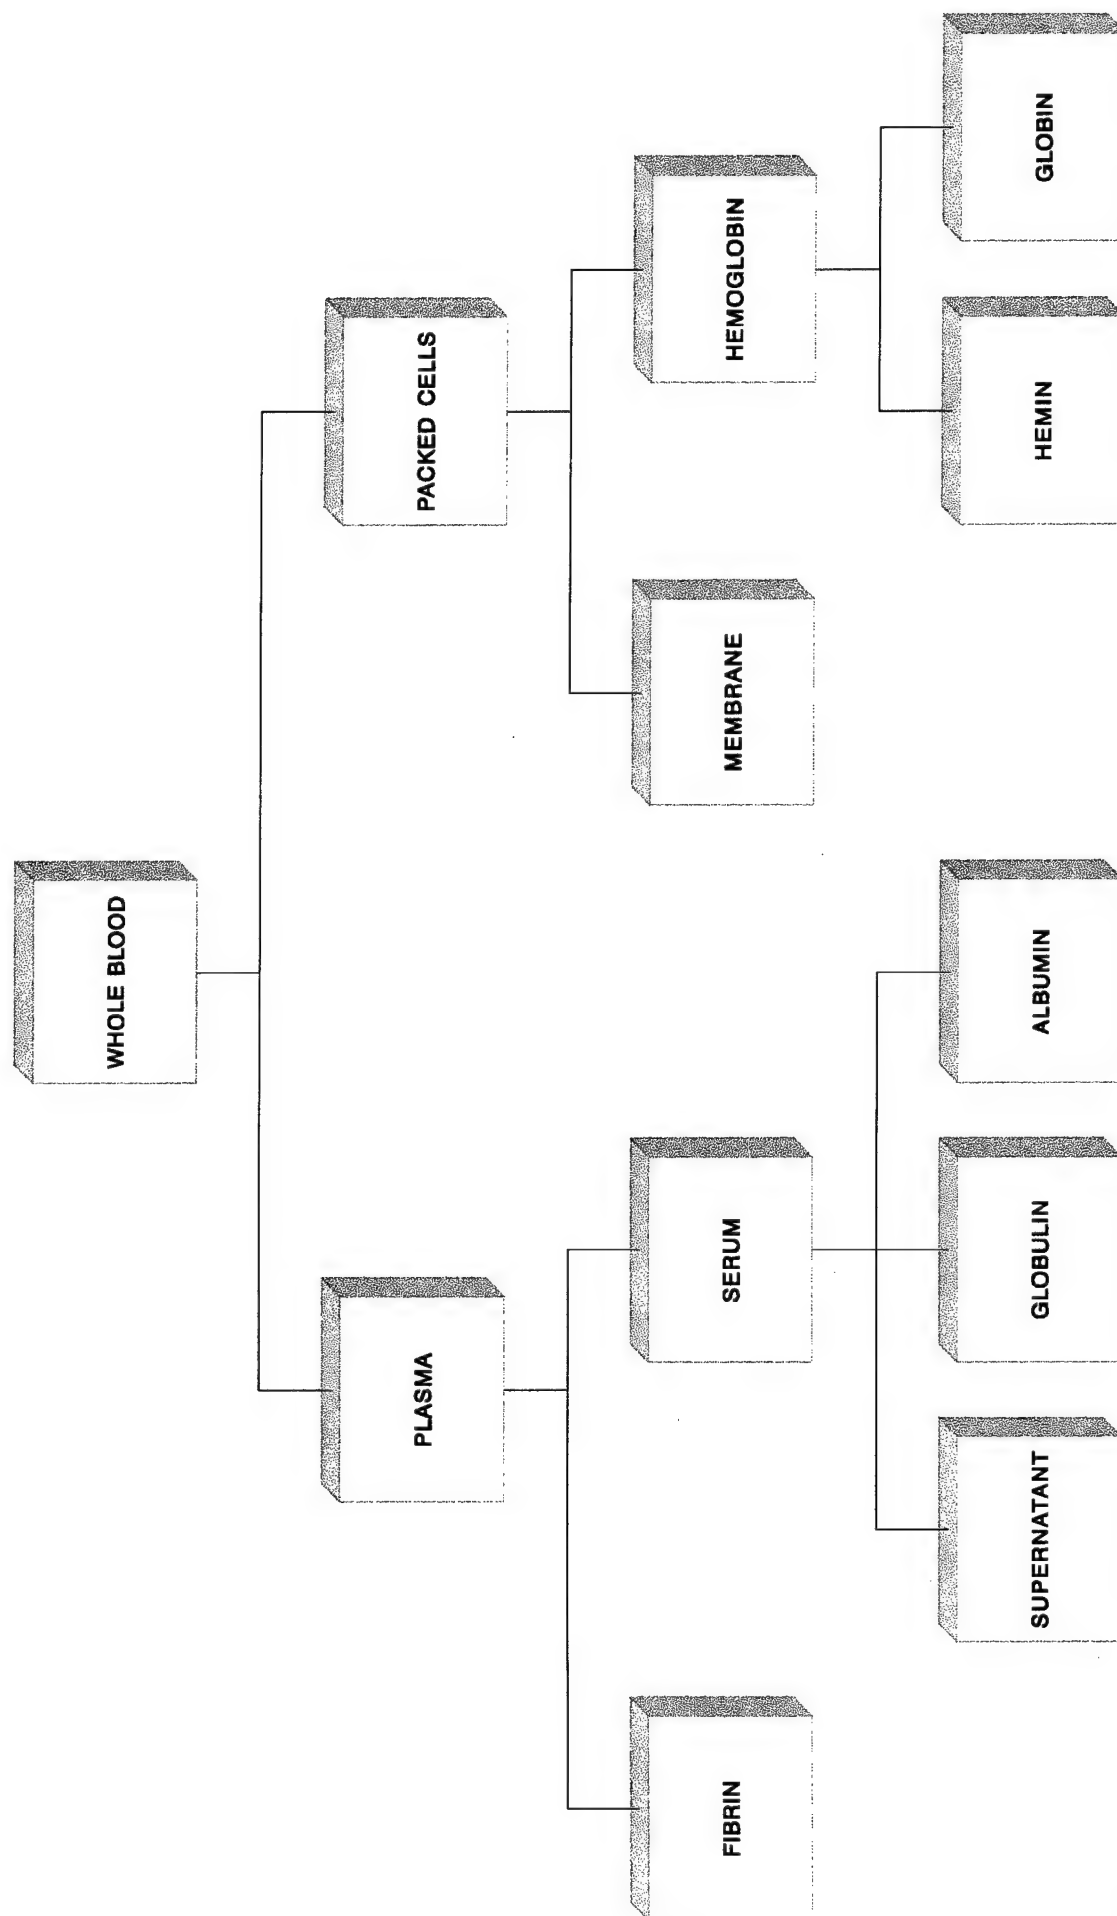 WHOLE BLOOD
PLASMA
PACKED CELLS
FIBRIN
SERUM
MEMBRANE
HEMOGLOBIN
SUPERNATANT
GLOBULIN
ALBUMIN
HEMIN
GLOBIN